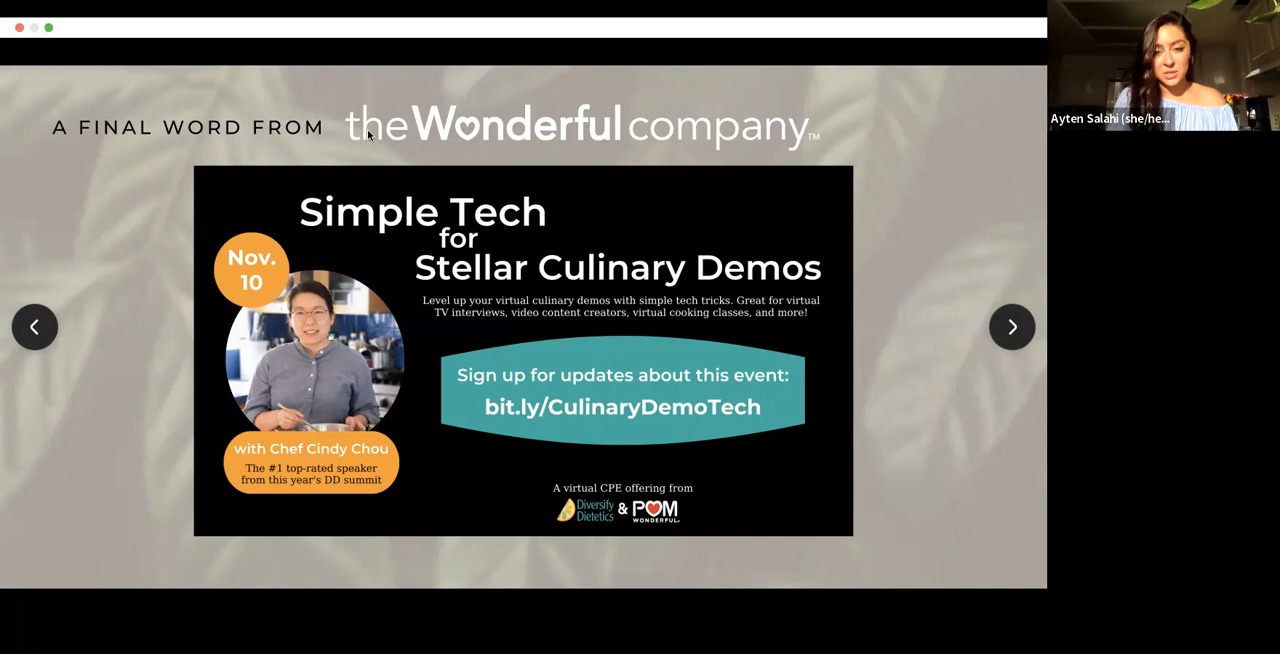 A FINAL WORD FROM the Wonderful company™
Simple Tech
for
Stellar Culinary Demos
Nov.
10
Level up your virtual culinary demos with simple tech tricks. Great for virtual
TV interviews, video content creators, virtual cooking classes, and more!
Sign up for updates about this event:
bit.ly/CulinaryDemoTech
with Chef Cindy Chou
The #1 top-rated speaker
from this year's DD summit
A virtual CPE offering from
Diversify
Dietetics
&
POM
WONDERFUL
Ayten Salahi (she/he...